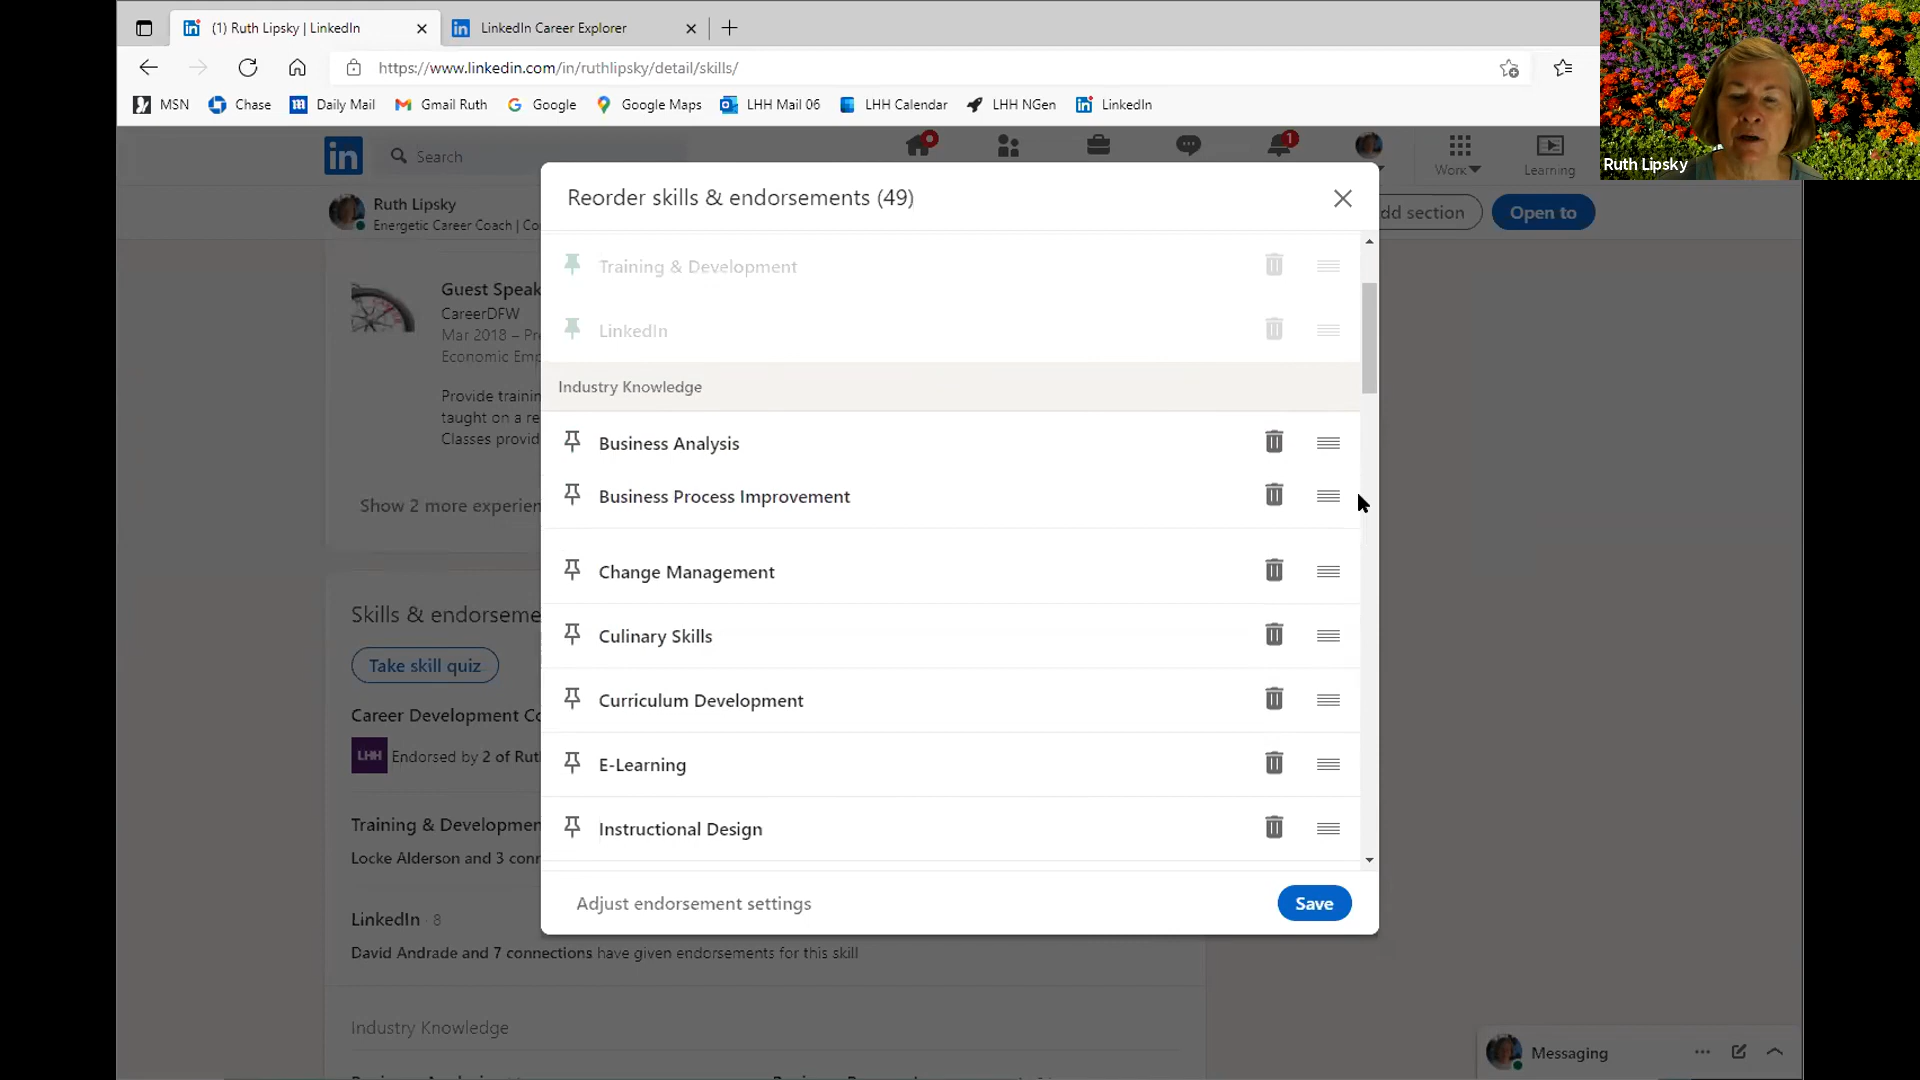 (1) Ruth Lipsky | LinkedIn
LinkedIn Career Explorer
https://www.linkedin.com/in/ruthlipsky/detail/skills/
MSN
Chase
Daily Mail
Gmail Ruth
Google
Google Maps
LHH Mail 06
LHH Calendar
LHH NGen
LinkedIn
Ruth Lipsky
in
Search
1
Work
Learning
Ruth Lipsky
Energetic Career Coach | Co
dd section
Open to
Reorder skills & endorsements (49)
Training & Development
LinkedIn
Industry Knowledge
Business Analysis
Business Process Improvement
Change Management
Culinary Skills
Curriculum Development
E-Learning
Instructional Design
Adjust endorsement settings
Save
Guest Speak
CareerDFW
Mar 2018 – Pr
Economic Emp
Provide trainin
taught on a re
Classes provid
Show 2 more experien
Skills & endorseme
Take skill quiz
Career Development Co
LHH
Endorsed by 2 of Rut
Training & Developmen
Locke Alderson and 3 conn
LinkedIn · 8
David Andrade and 7 connections have given endorsements for this skill
Industry Knowledge
Messaging